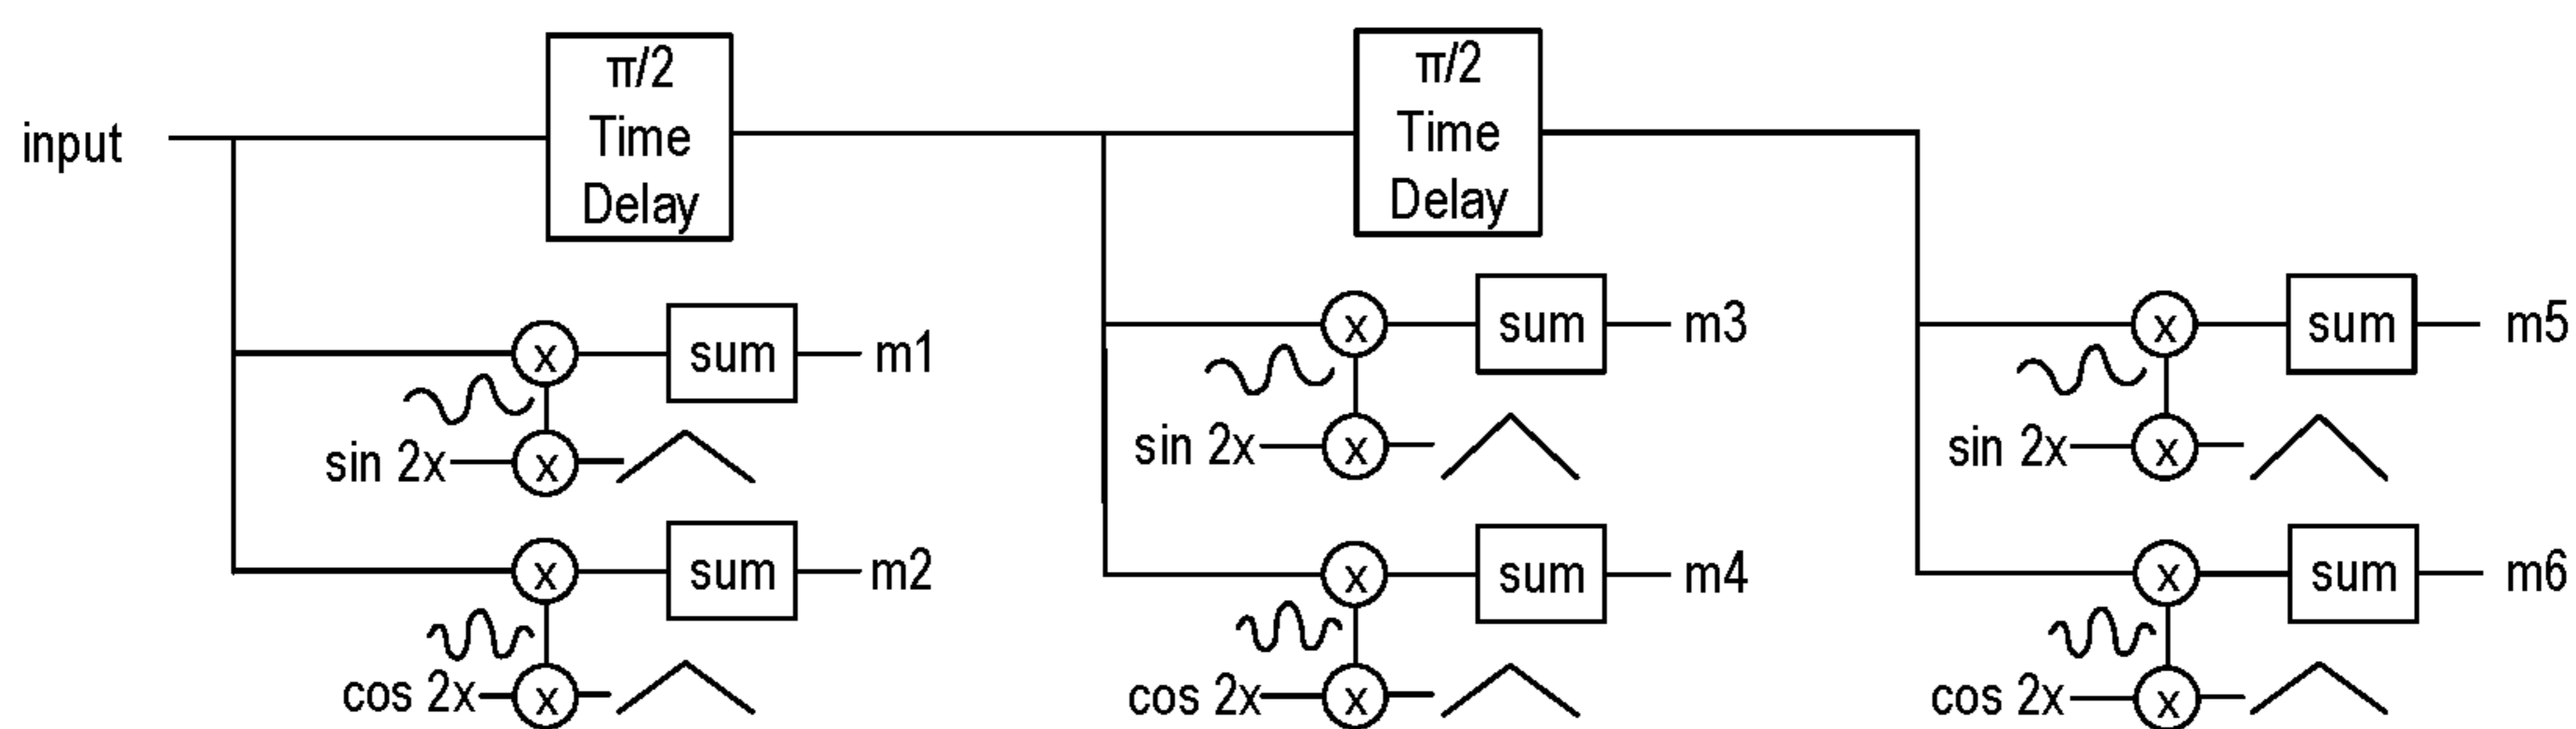 π/2
Time
Delay
π/2
Time
Delay
input
x
sum
m1
sin 2x
x
x
sum
m2
cos 2x
x
x
sum
m3
sin 2x
x
x
sum
m4
cos 2x
x
x
sum
m5
sin 2x
x
x
sum
m6
cos 2x
x